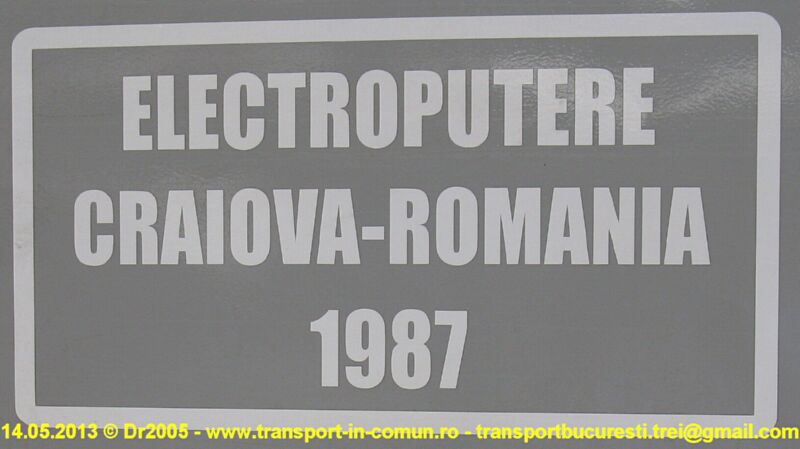 ELECTROPUTERE
CRAIOVA-ROMANIA
1987
14.05.2013 © Dr2005 - www.transport-in-comun.ro - transportbucuresti.trei@gmail.com